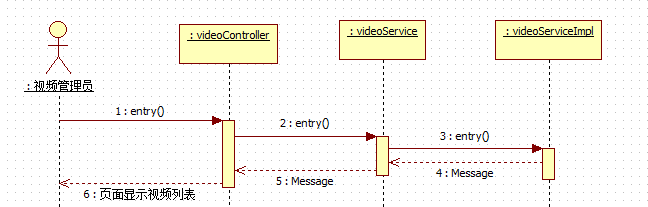 : videoController
: videoService
: videoServiceImpl
: 视频管理员
1 : entry()
2 : entry()
3 : entry()
4 : Message
5 : Message
6 : 页面显示视频列表